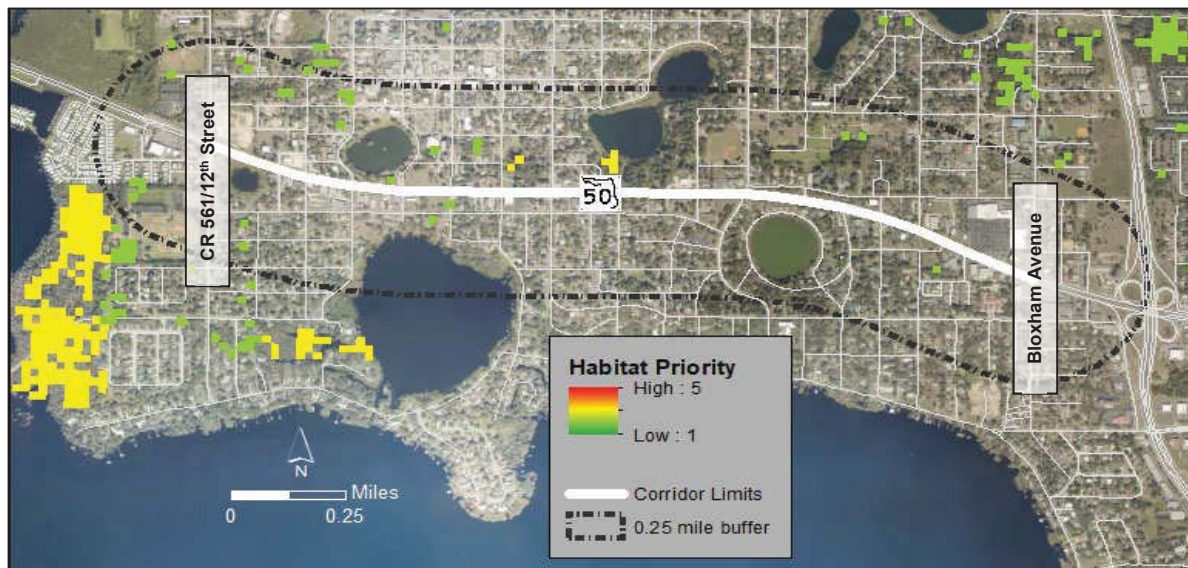 CR 561/12th Street
50
Bloxham Avenue
Habitat Priority
High : 5
Low : 1
N
Miles
0 0.25
Corridor Limits
0.25 mile buffer